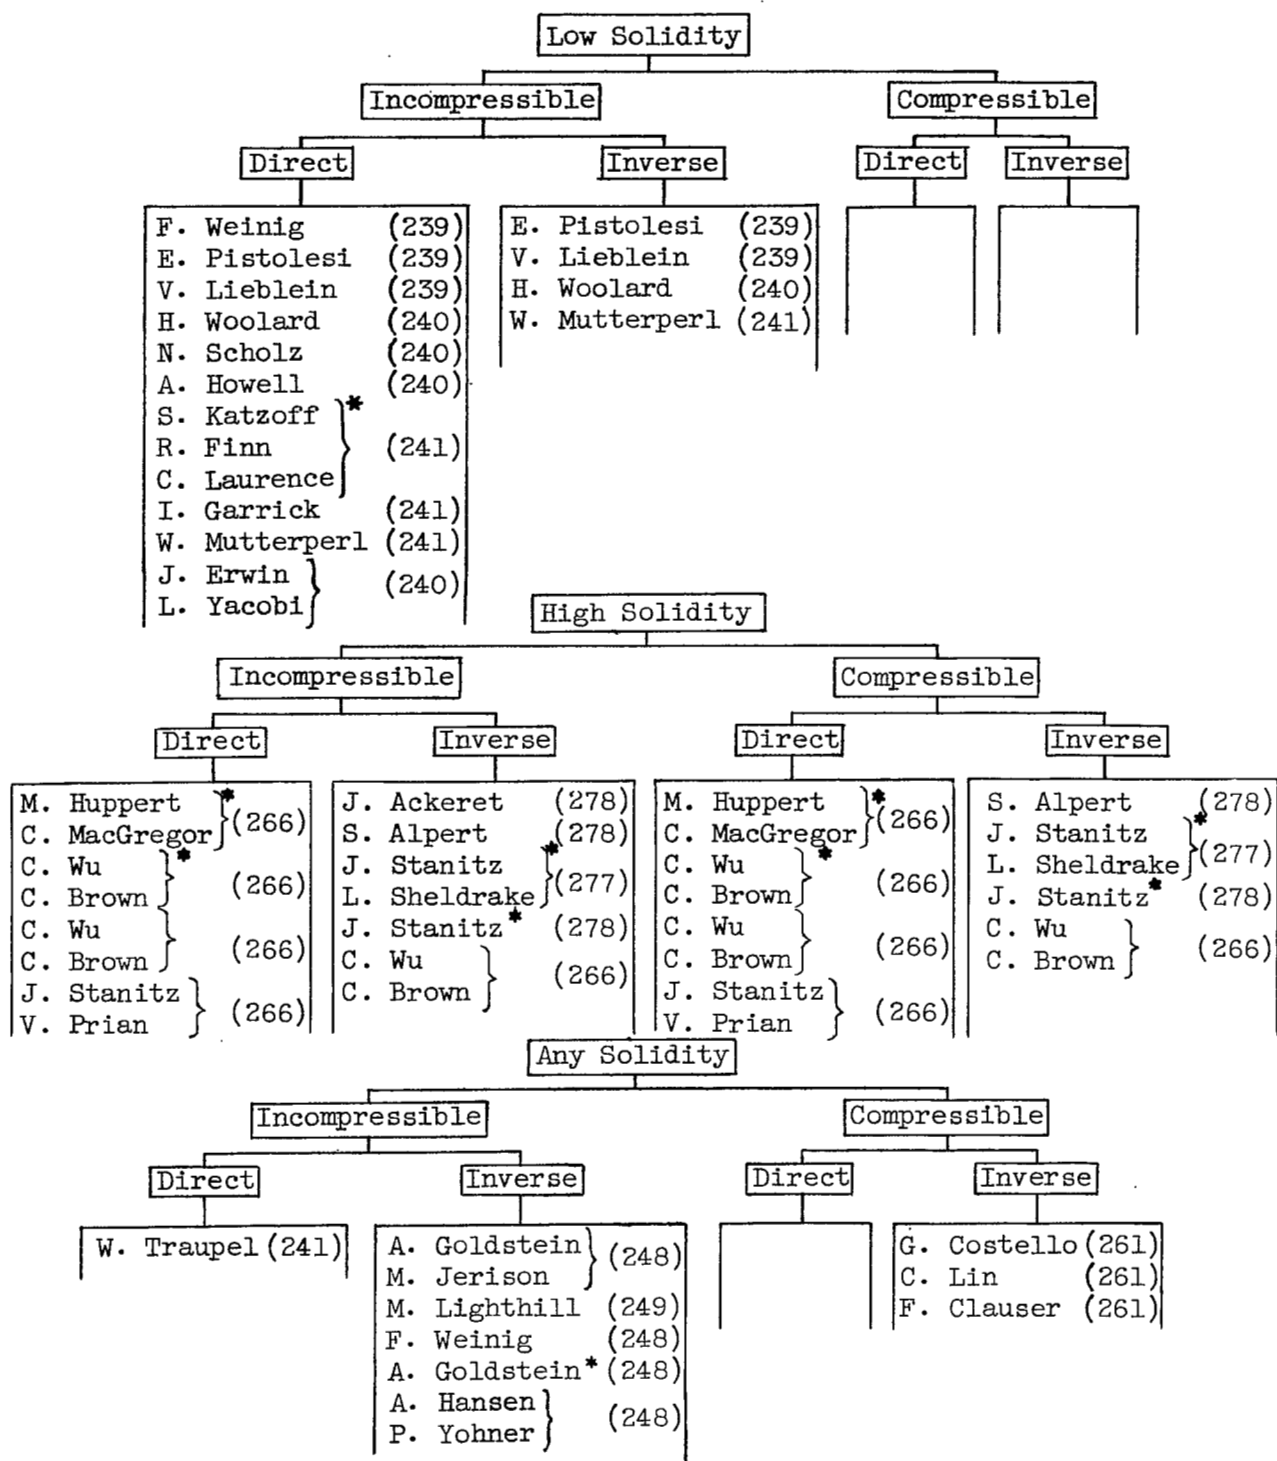 Low Solidity
Incompressible
Compressible
Direct
Inverse
Direct
Inverse
F. Weinig (239)
E. Pistolesi (239)
V. Lieblein (239)
H. Woolard (240)
N. Scholz (240)
A. Howell (240)
S. Katzoff *
R. Finn (241)
C. Laurence
I. Garrick (241)
W. Mutterperl (241)
J. Erwin (240)
L. Yacobi
E. Pistolesi (239)
V. Lieblein (239)
H. Woolard (240)
W. Mutterperl (241)
High Solidity
Incompressible
Compressible
Direct
Inverse
Direct
Inverse
M. Huppert *
C. MacGregor (266)
C. Wu *
C. Brown (266)
C. Wu
C. Brown (266)
J. Stanitz
V. Prian (266)
J. Ackeret (278)
S. Alpert (278)
J. Stanitz *
L. Sheldrake (277)
J. Stanitz * (278)
C. Wu
C. Brown (266)
M. Huppert *
C. MacGregor (266)
C. Wu *
C. Brown (266)
C. Wu
C. Brown (266)
J. Stanitz
V. Prian (266)
S. Alpert (278)
J. Stanitz *
L. Sheldrake (277)
J. Stanitz * (278)
C. Wu
C. Brown (266)
Any Solidity
Incompressible
Compressible
Direct
Inverse
Direct
Inverse
W. Traupel (241)
A. Goldstein (248)
M. Jerison
M. Lighthill (249)
F. Weinig (248)
A. Goldstein * (248)
A. Hansen (248)
P. Yohner
G. Costello (261)
C. Lin (261)
F. Clauser (261)